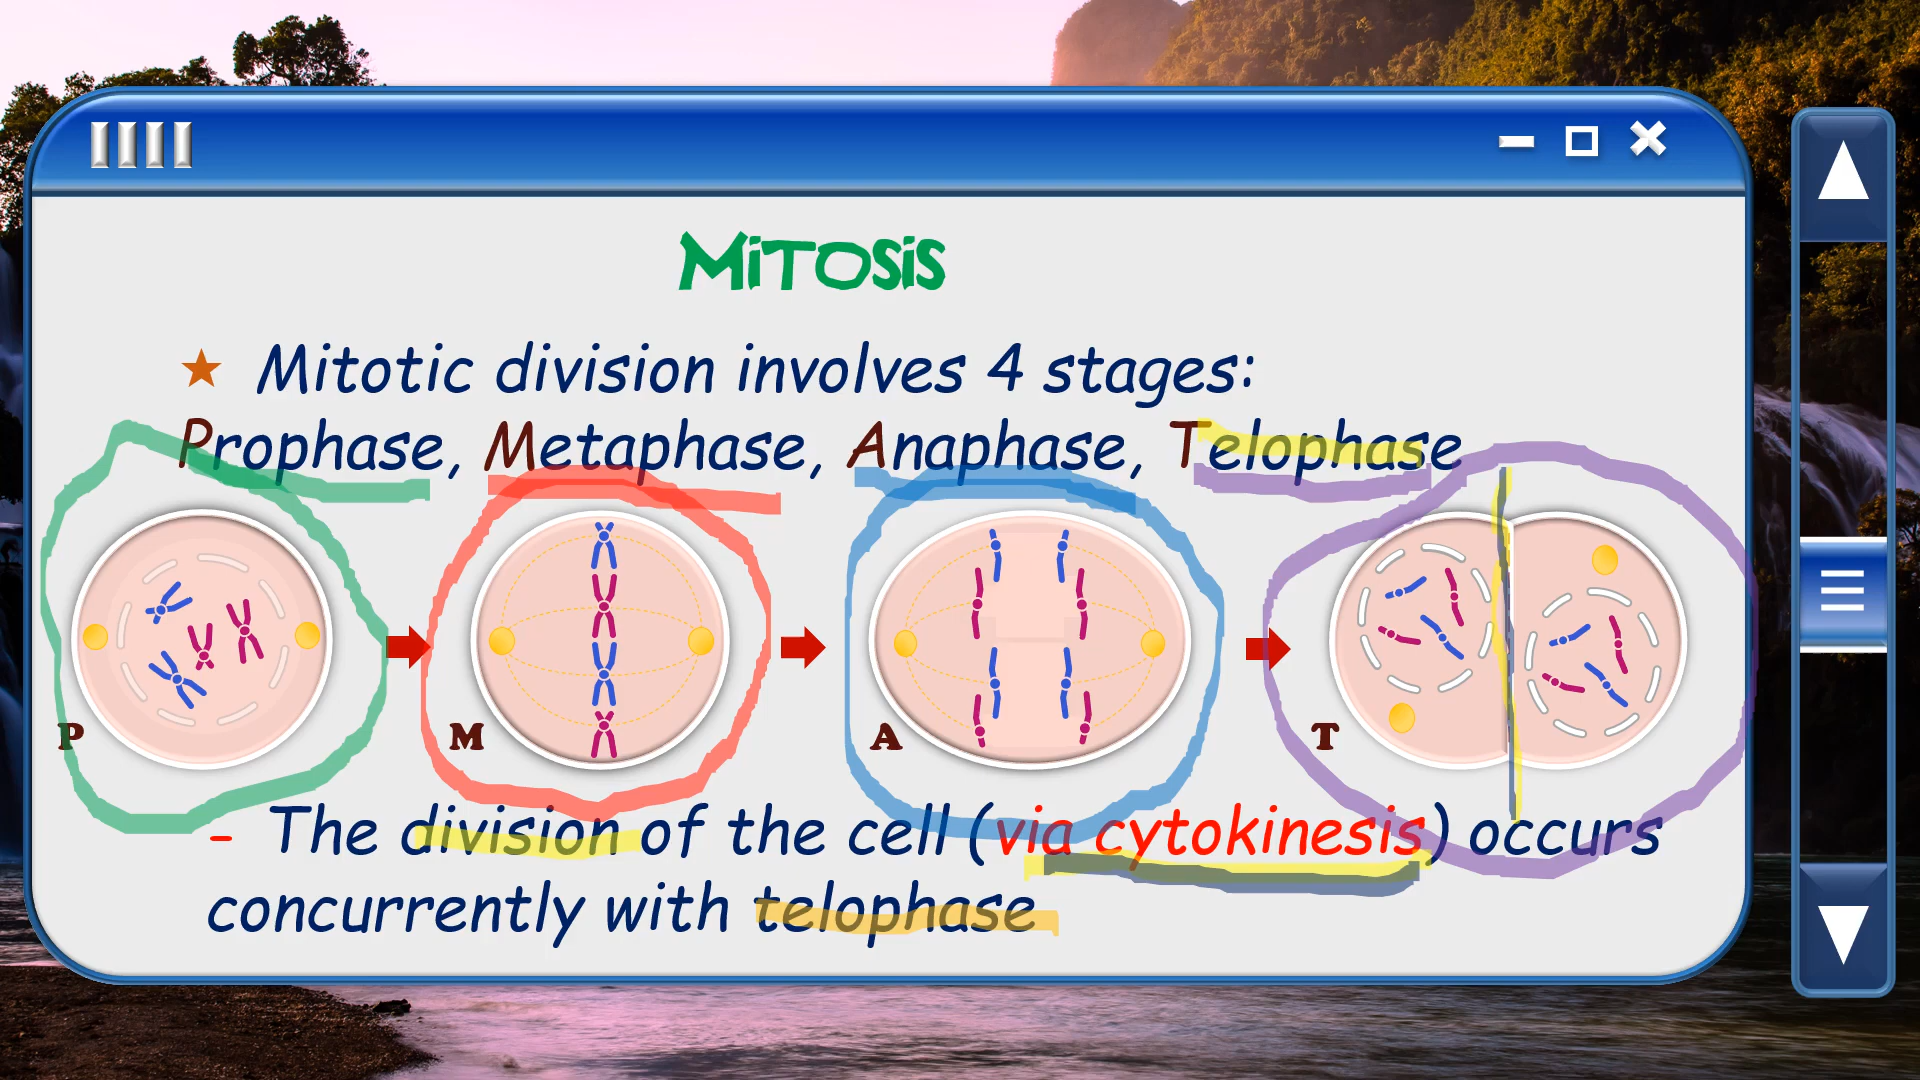 MiTOSiS
★ Mitotic division involves 4 stages:
Prophase, Metaphase, Anaphase, Telophase
P M A T
- The division of the cell (via cytokinesis) occurs
concurrently with telophase